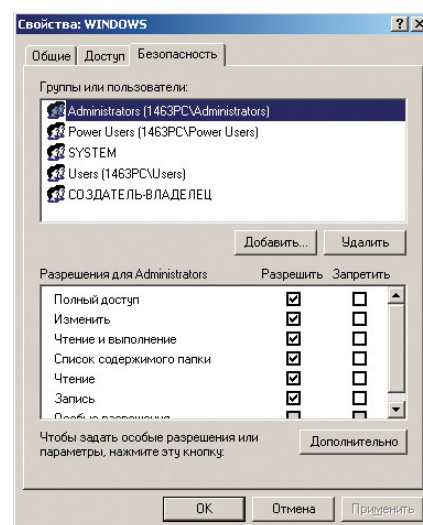 Свойства: WINDOWS
Общие Доступ Безопасность
Группы или пользователи:
Administrators (1463PC\Administrators)
Power Users (1463PC\Power Users)
SYSTEM
Users (1463PC\Users)
СОЗДАТЕЛЬ-ВЛАДЕЛЕЦ
Добавить... Удалить
Разрешения для Administrators Разрешить Запретить
Полный доступ
Изменить
Чтение и выполнение
Список содержимого папки
Чтение
Запись
Особые разрешения
Чтобы задать особые разрешения или
параметры, нажмите эту кнопку.
Дополнительно
OK Отмена Применить